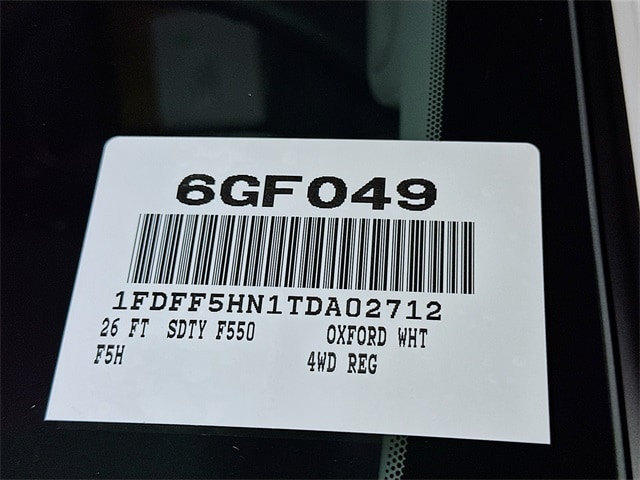 6GF049
1FDFF5HN1TDA02712
26 FT SDTY F550 OXFORD WHT
F5H 4WD REG